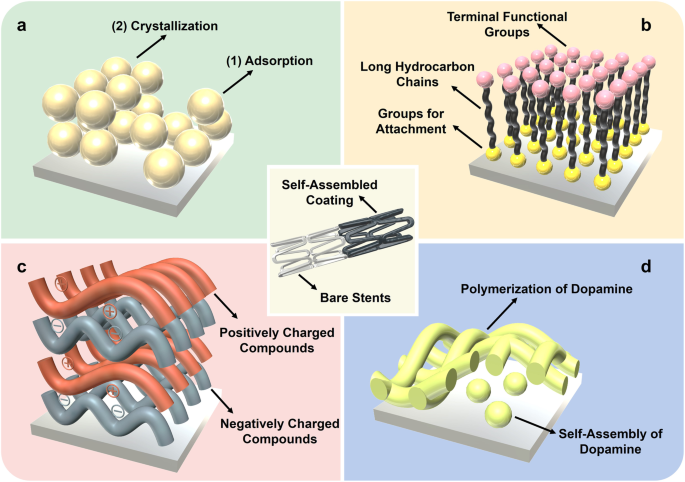 a
(2) Crystallization
(1) Adsorption
b
Terminal Functional
Groups
Long Hydrocarbon
Chains
Groups for
Attachment
Self-Assembled
Coating
Bare Stents
c
+
−
+
+
+
+
−
−
−
Positively Charged
Compounds
Negatively Charged
Compounds
d
Polymerization of Dopamine
Self-Assembly of
Dopamine